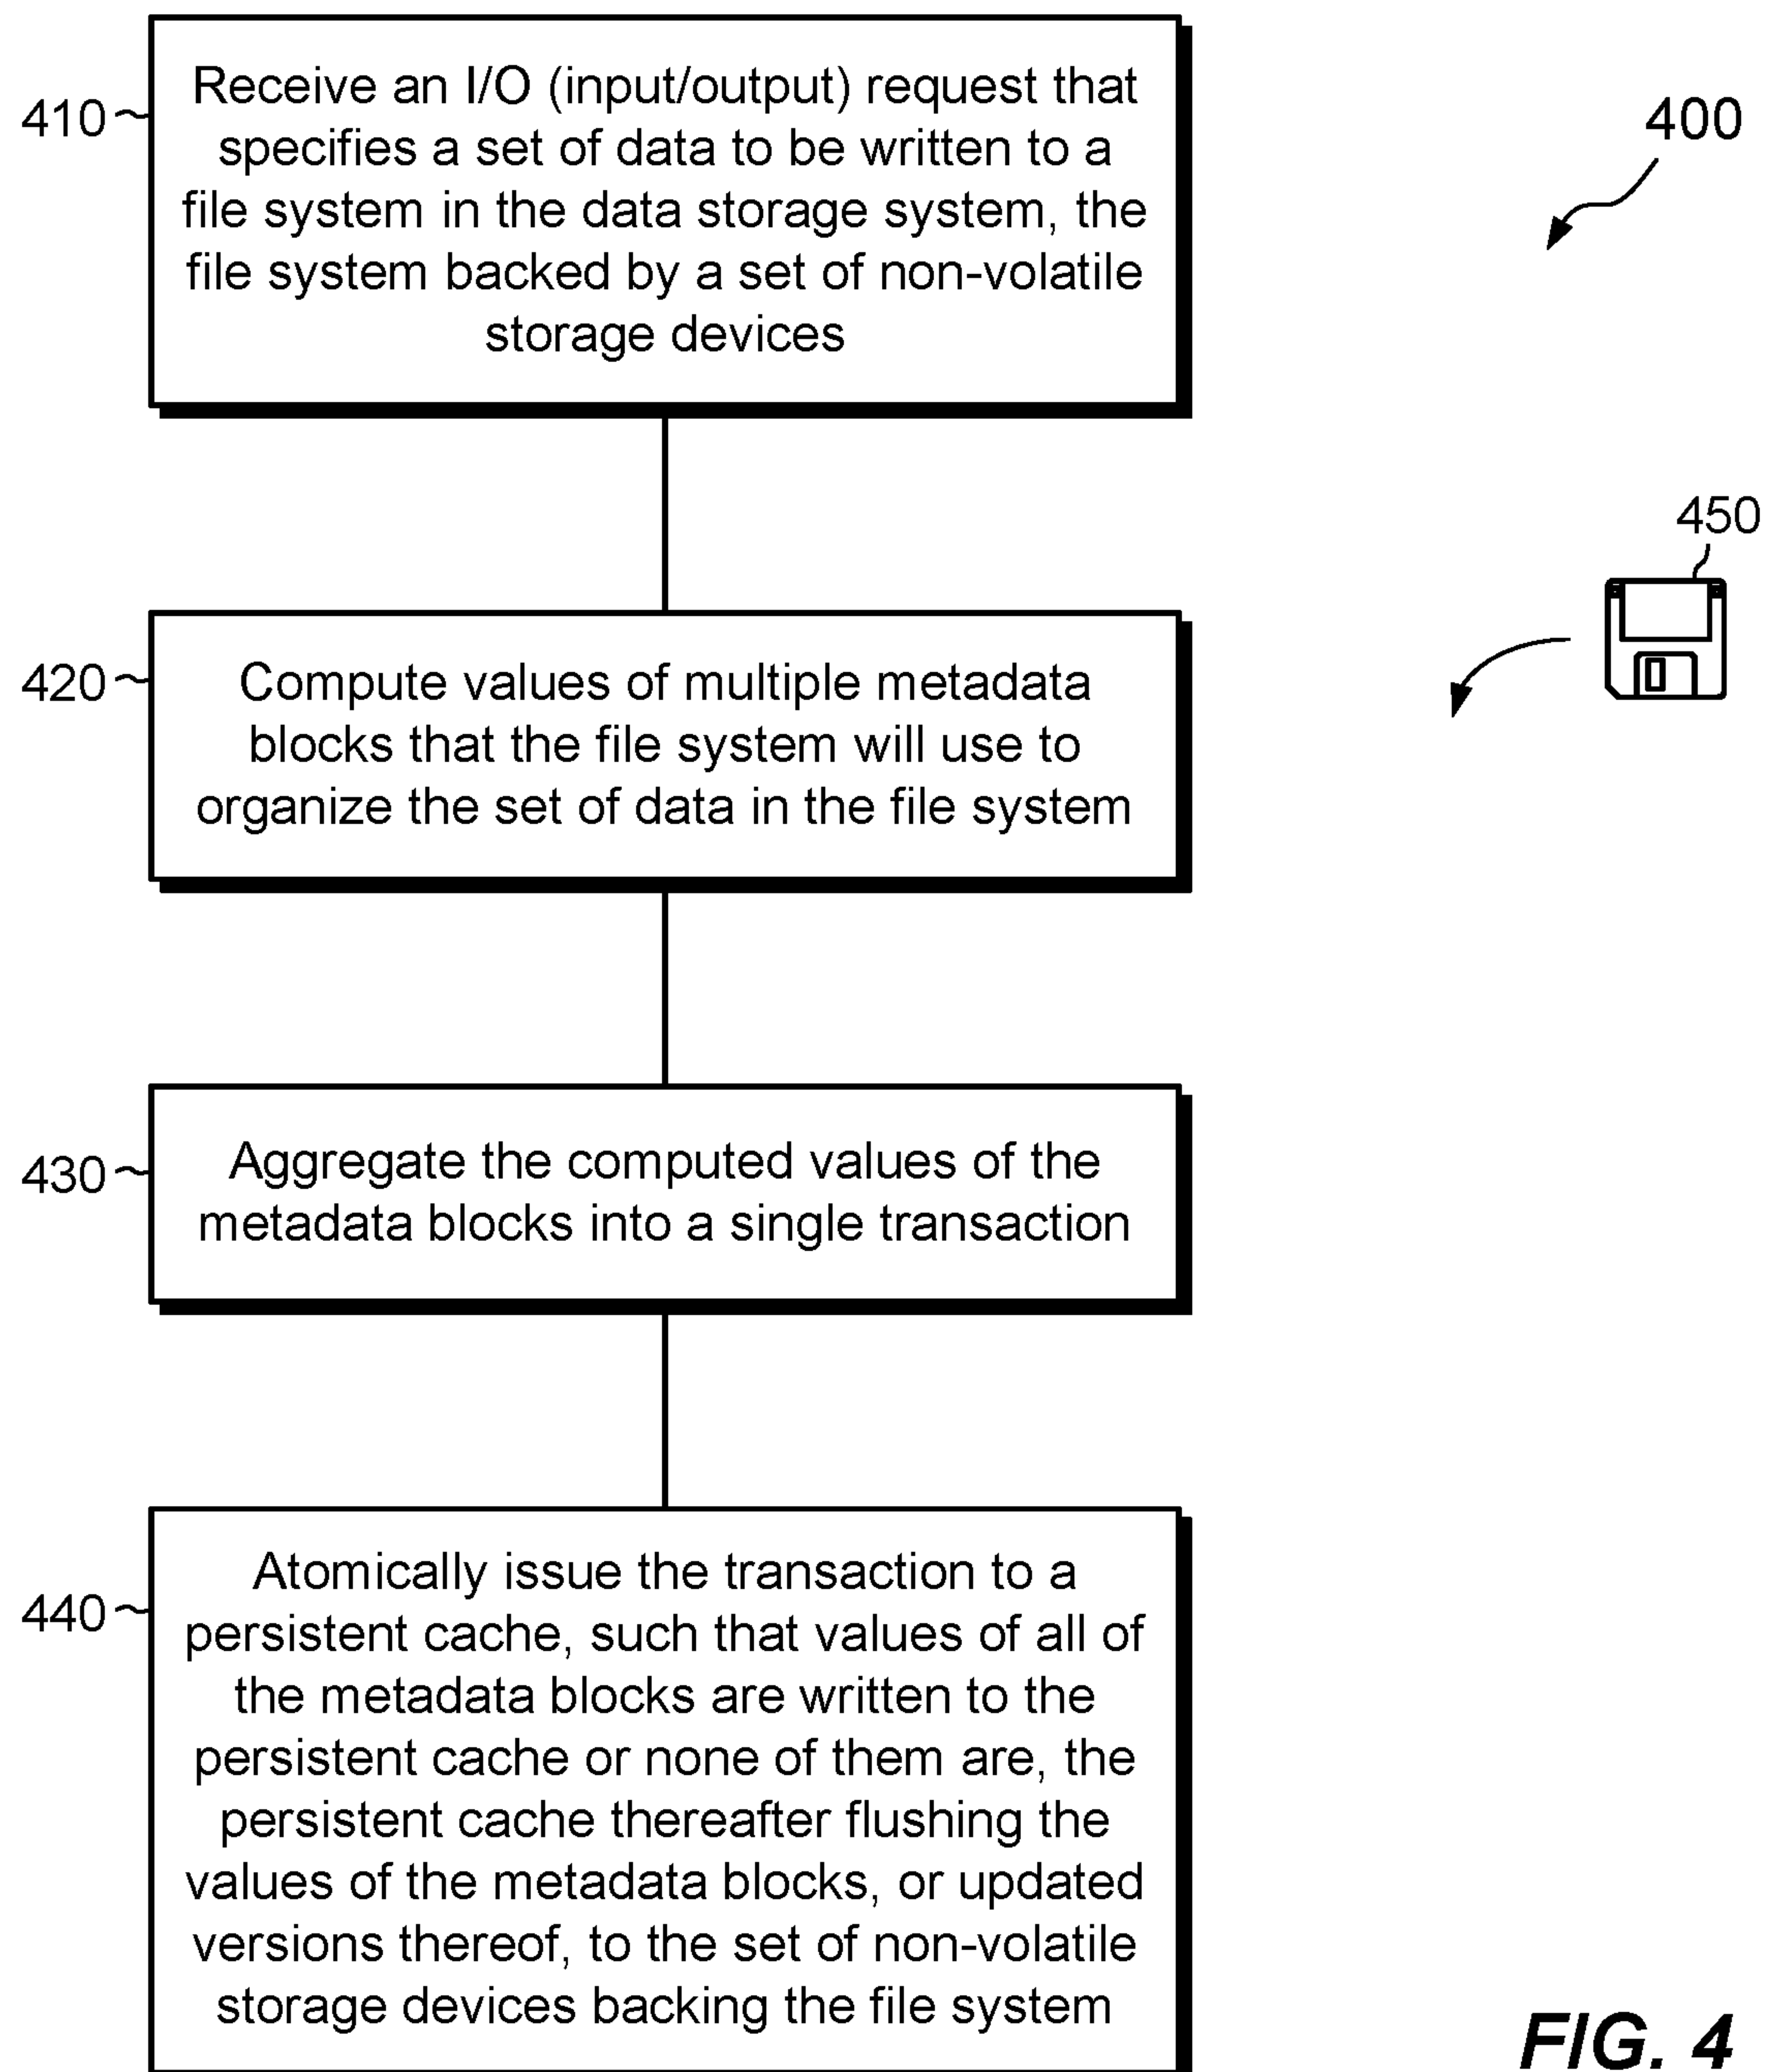 410
Receive an I/O (input/output) request that
specifies a set of data to be written to a
file system in the data storage system, the
file system backed by a set of non-volatile
storage devices
400
450
420
Compute values of multiple metadata
blocks that the file system will use to
organize the set of data in the file system
430
Aggregate the computed values of the
metadata blocks into a single transaction
440
Atomically issue the transaction to a
persistent cache, such that values of all of
the metadata blocks are written to the
persistent cache or none of them are, the
persistent cache thereafter flushing the
values of the metadata blocks, or updated
versions thereof, to the set of non-volatile
storage devices backing the file system
FIG. 4